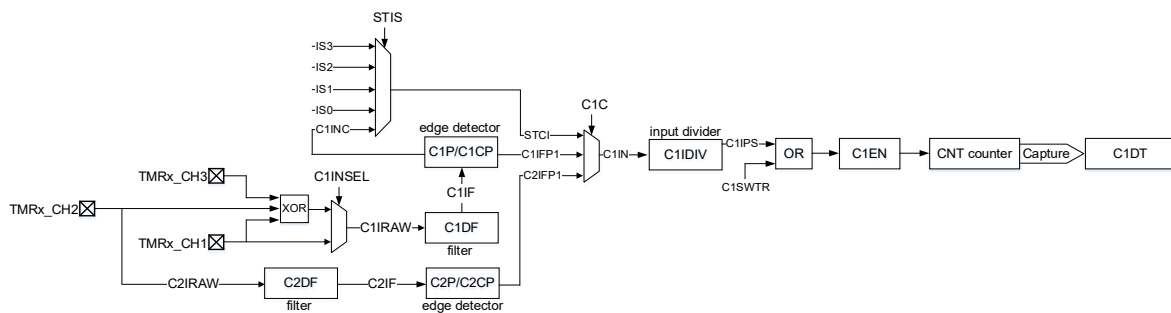 STIS
-IS3
-IS2
-IS1
-IS0
C1INC
C1C
edge detector
C1P/C1CP
STCI
C1IFP1
C2IFP1
C1IN
input divider
C1IDIV
C1IPS
C1SWTR
OR
C1EN
CNT counter
Capture
C1DT
TMRx_CH3
TMRx_CH2
TMRx_CH1
C1INSEL
XOR
C1IRAW
C1IF
C1DF
filter
C2IRAW
C2DF
filter
C2IF
C2P/C2CP
edge detector